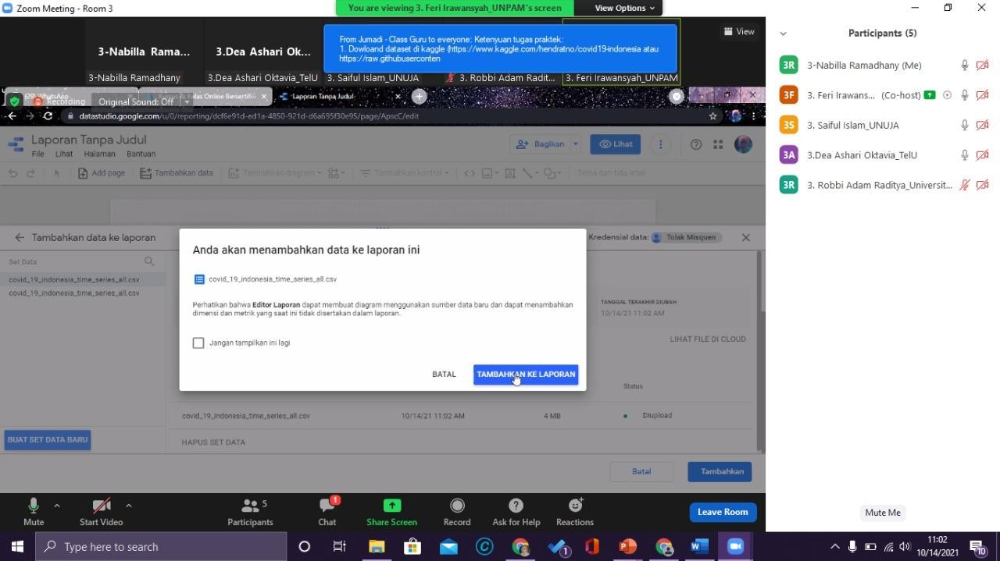 Zoom Meeting - Room 3
You are viewing 3. Feri Irawansyah_UNPAM's screen
View Options
3-Nabilla Rama...
3.Dea Ashari Ok...
From Jumadi - Class Guru to everyone: Ketenyuan tugas praktek:
1. Dowloand dataset di kaggle (https://www.kaggle.com/hendratno/covid19-indonesia atau
https://raw.githubuserconten
View
3-Nabilla Ramadhany
3.Dea Ashari Oktavia_TelU
3. Saiful Islam_UNUJA
3. Robbi Adam Radit...
3. Feri Irawansyah_UNPAM
Participants (5)
3R 3-Nabilla Ramadhany (Me)
3F 3. Feri Irawans... (Co-host)
3S 3. Saiful Islam_UNUJA
3A 3.Dea Ashari Oktavia_TelU
3R 3. Robbi Adam Raditya_Universit...
(29) WhatsApp
Kelas Online Bersertifi
Laporan Tanpa Judul
Recording
Original Sound: Off
datastudio.google.com/u/0/reporting/dcf6e91d-ed1a-4850-921d-d6a695f30e95/page/ApsoC/edit
Laporan Tanpa Judul
File Lihat Halaman Bantuan
Bagikan
Lihat
Add page
Tambahkan data
Tambahkan diagram
Tambahkan kontrol
Tema dan tata letak
Tambahkan data ke laporan
Kredensial data:
Tolak Misquen
Set Data
covid_19_indonesia_time_series_all.csv
covid_19_indonesia_time_series_all.csv
Anda akan menambahkan data ke laporan ini
covid_19_indonesia_time_series_all.csv
Perhatikan bahwa Editor Laporan dapat membuat diagram menggunakan sumber data baru dan dapat menambahkan
dimensi dan metrik yang saat ini tidak disertakan dalam laporan.
Jangan tampilkan ini lagi
BATAL
TAMBAHKAN KE LAPORAN
TANGGAL TERAKHIR DIUBAH
10/14/21 11:02 AM
LIHAT FILE DI CLOUD
Status
covid_19_indonesia_time_series_all.csv
10/14/21 11:02 AM
4 MB
Diupload
BUAT SET DATA BARU
HAPUS SET DATA
Batal
Tambahkan
Mute
Start Video
5
Participants
1
Chat
Share Screen
Record
Ask for Help
Reactions
Leave Room
Mute Me
Type here to search
1
11:02
10/14/2021
10